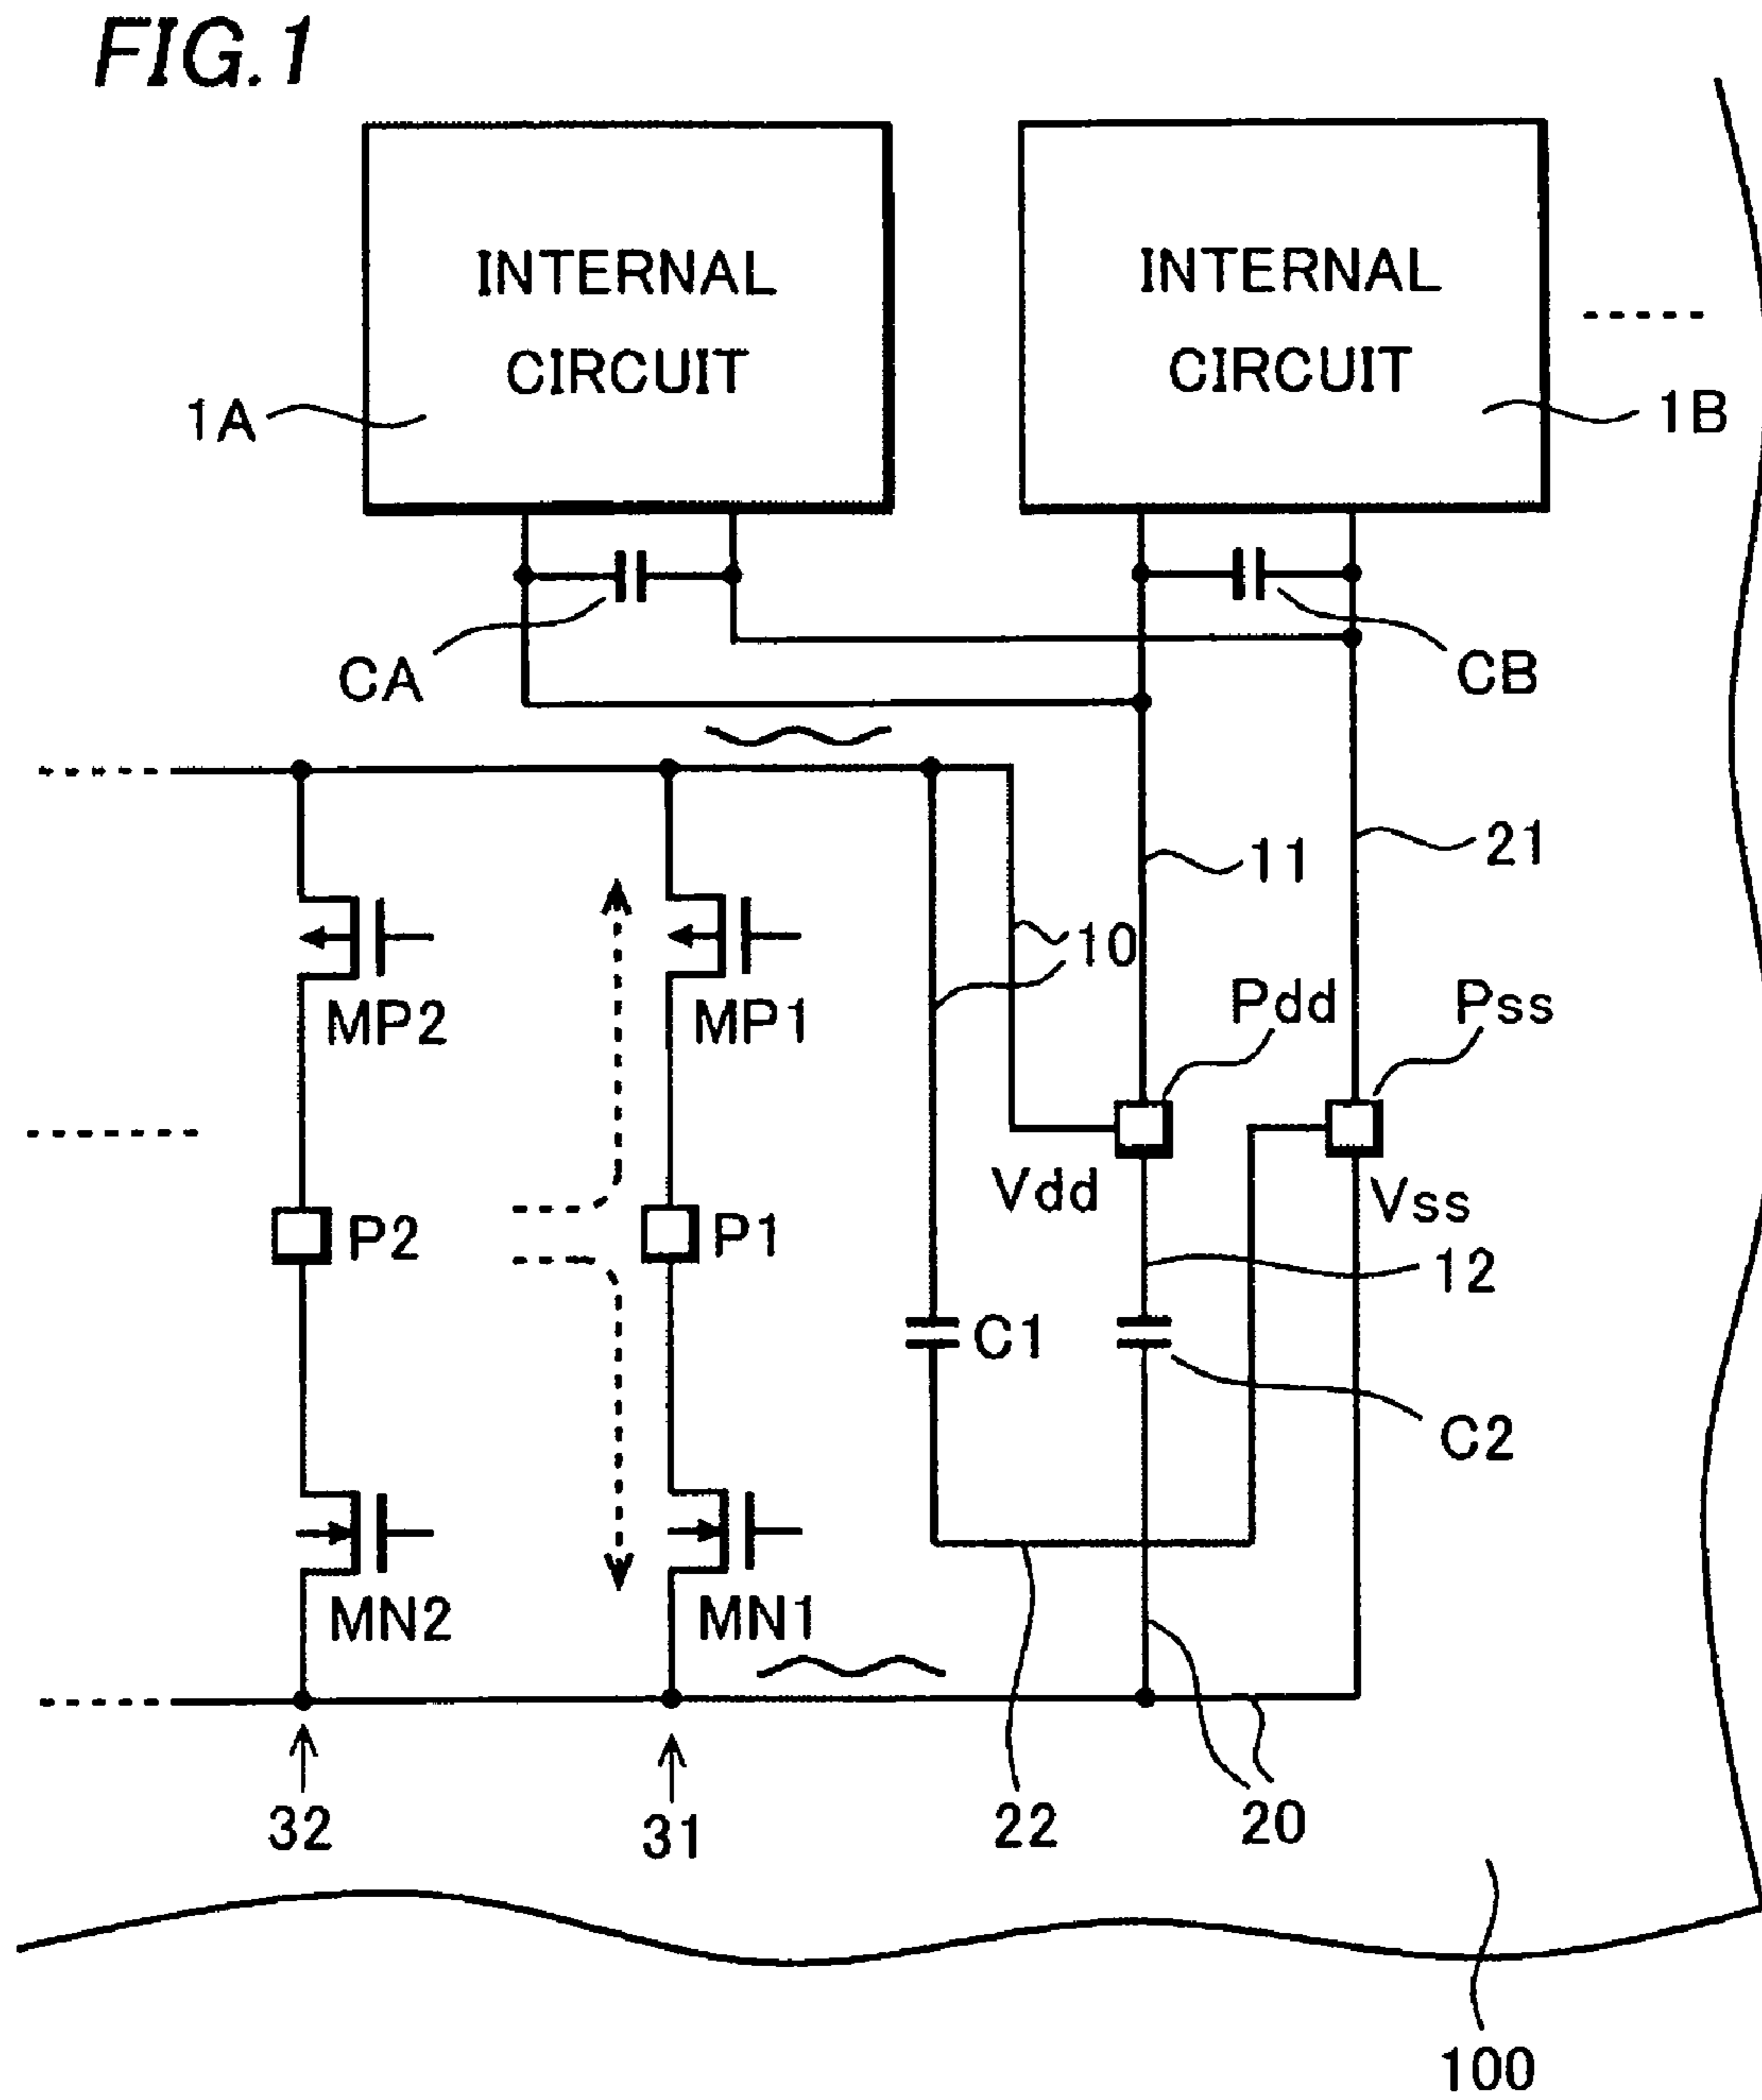 FIG. 1
INTERNAL
CIRCUIT
INTERNAL
CIRCUIT
1A
1B
CA
CB
11
21
10
MP2
MP1
Pdd
Pss
Vdd
Vss
P2
P1
12
C1
C2
MN2
MN1
32
31
22
20
100